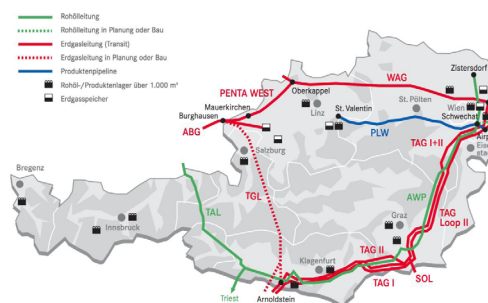 Rohölleitung
Rohölleitung in Planung oder Bau
Erdgasleitung (Transit)
Erdgasleitung in Planung oder Bau
Produktenpipeline
Rohöl-/Produktenlager über 1.000 m³
Erdgasspeicher
Zistersdorf
WAG
PENTA WEST
Oberkappel
Mauerkirchen
Burghausen
Linz
St. Valentin
St. Pölten
Wien
Schwechat
ABG
PLW
TAG I+II
Salzburg
Bregenz
TGL
AWP
TAL
Innsbruck
Graz
TAG
Loop II
Klagenfurt
TAG II
TAG I
SOL
Triest
Arnoldstein